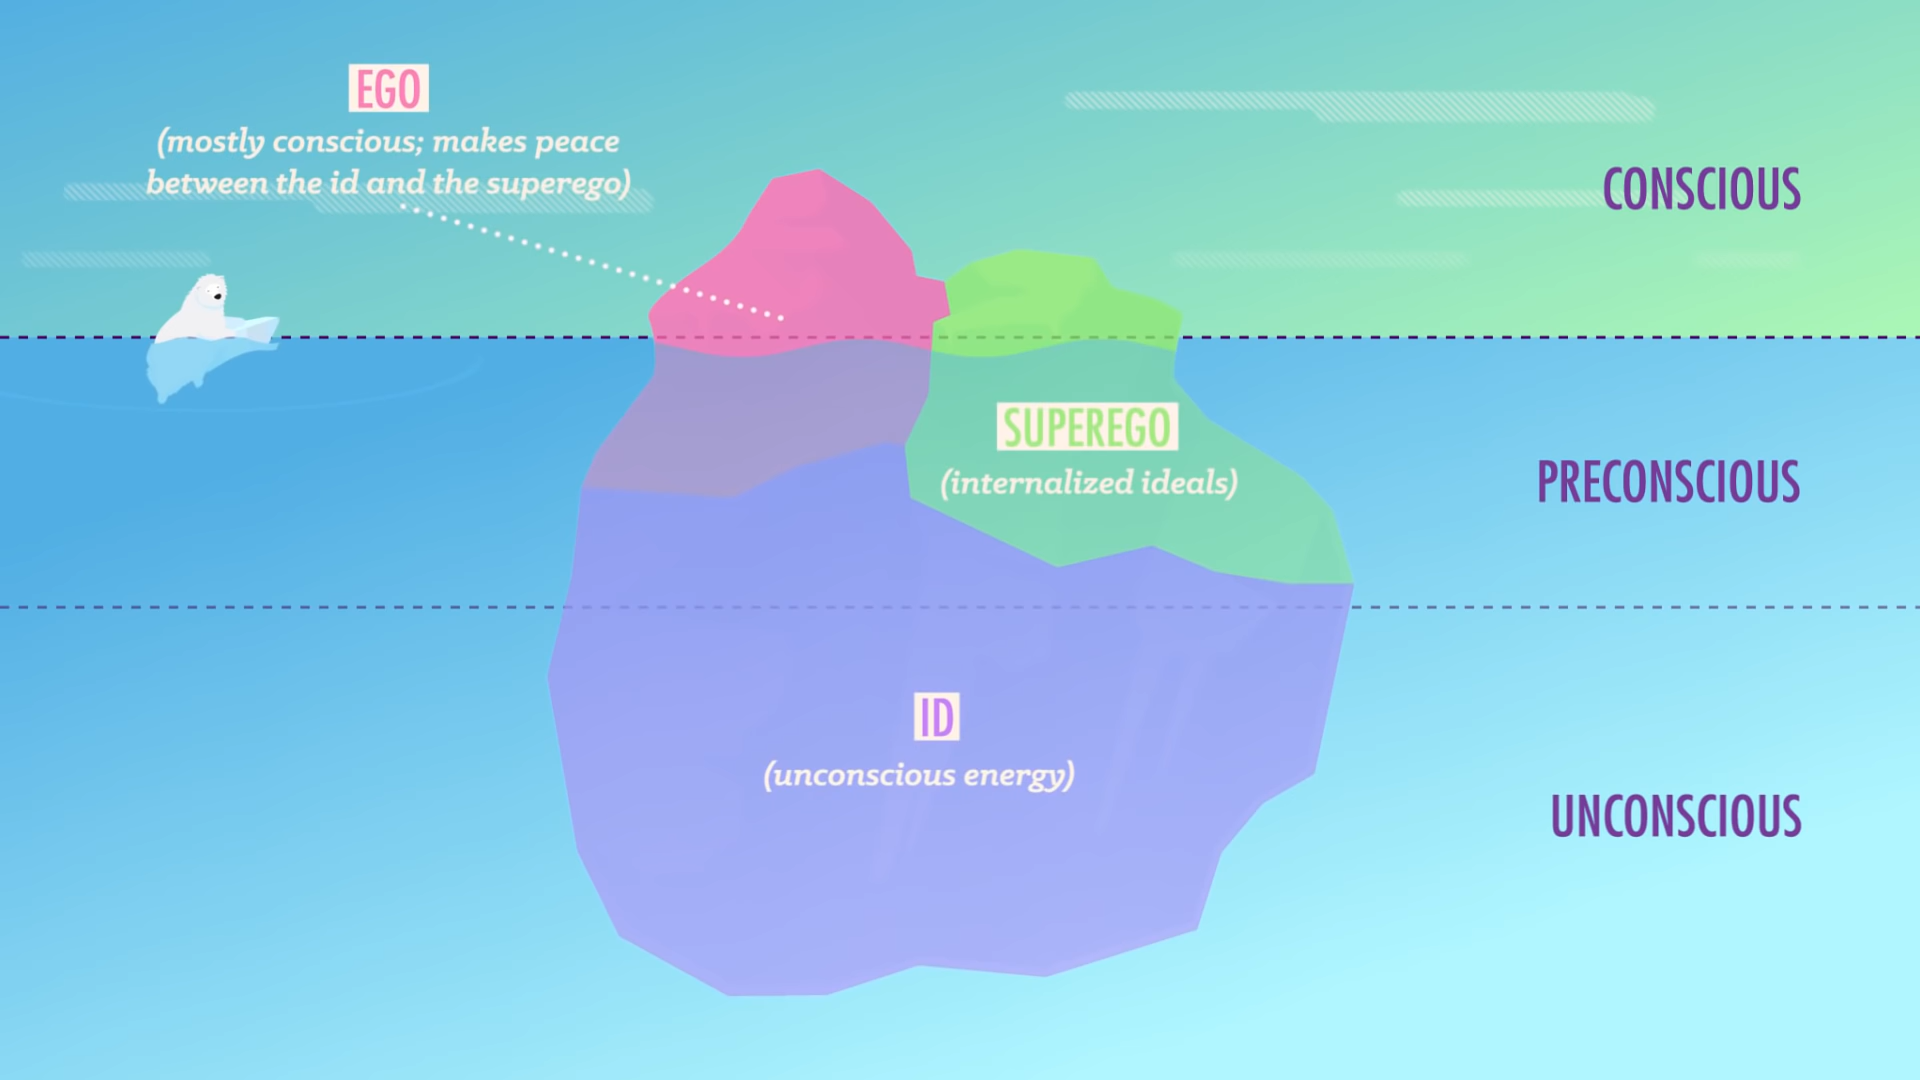 EGO
(mostly conscious; makes peace
between the id and the superego)
CONSCIOUS
SUPEREGO
(internalized ideals)
PRECONSCIOUS
ID
(unconscious energy)
UNCONSCIOUS